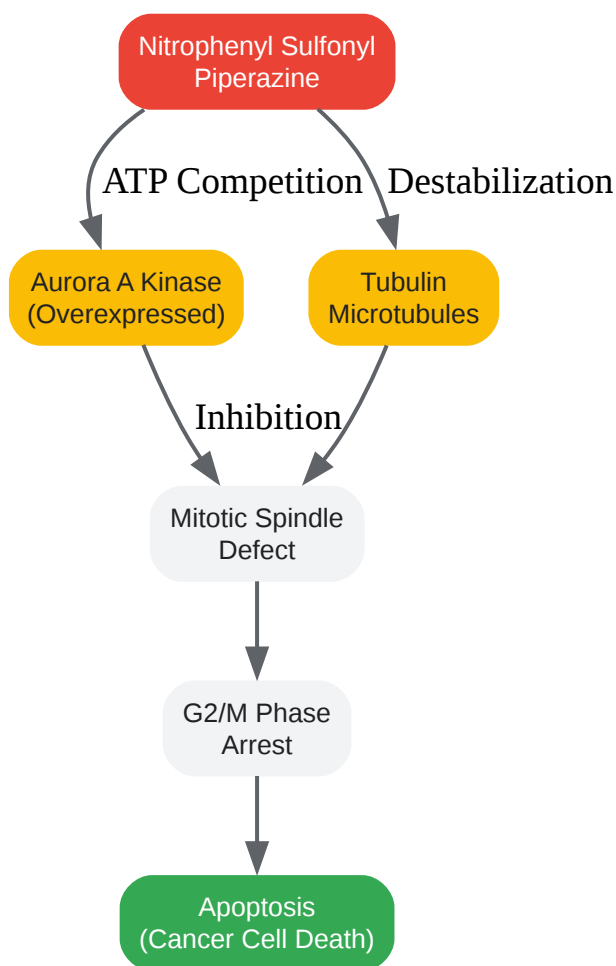 Nitrophenyl Sulfonyl
Piperazine
ATP Competition
Destabilization
Aurora A Kinase
(Overexpressed)
Tubulin
Microtubules
Inhibition
Mitotic Spindle
Defect
G2/M Phase
Arrest
Apoptosis
(Cancer Cell Death)